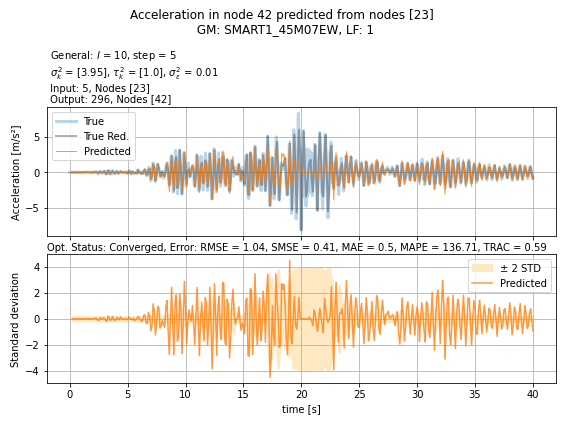 Acceleration in node 42 predicted from nodes [23]
GM: SMART1_45M07EW, LF: 1
General: l = 10, step = 5
σ²ₖ = [3.95], τ²ₖ = [1.0], σ²ε = 0.01
Input: 5, Nodes [23]
Output: 296, Nodes [42]
True
True Red.
Predicted
Acceleration [m/s²]
5
0
−5
Opt. Status: Converged, Error: RMSE = 1.04, SMSE = 0.41, MAE = 0.5, MAPE = 136.71, TRAC = 0.59
± 2 STD
Predicted
Standard deviation
4
2
0
−2
−4
0 5 10 15 20 25 30 35 40
time [s]